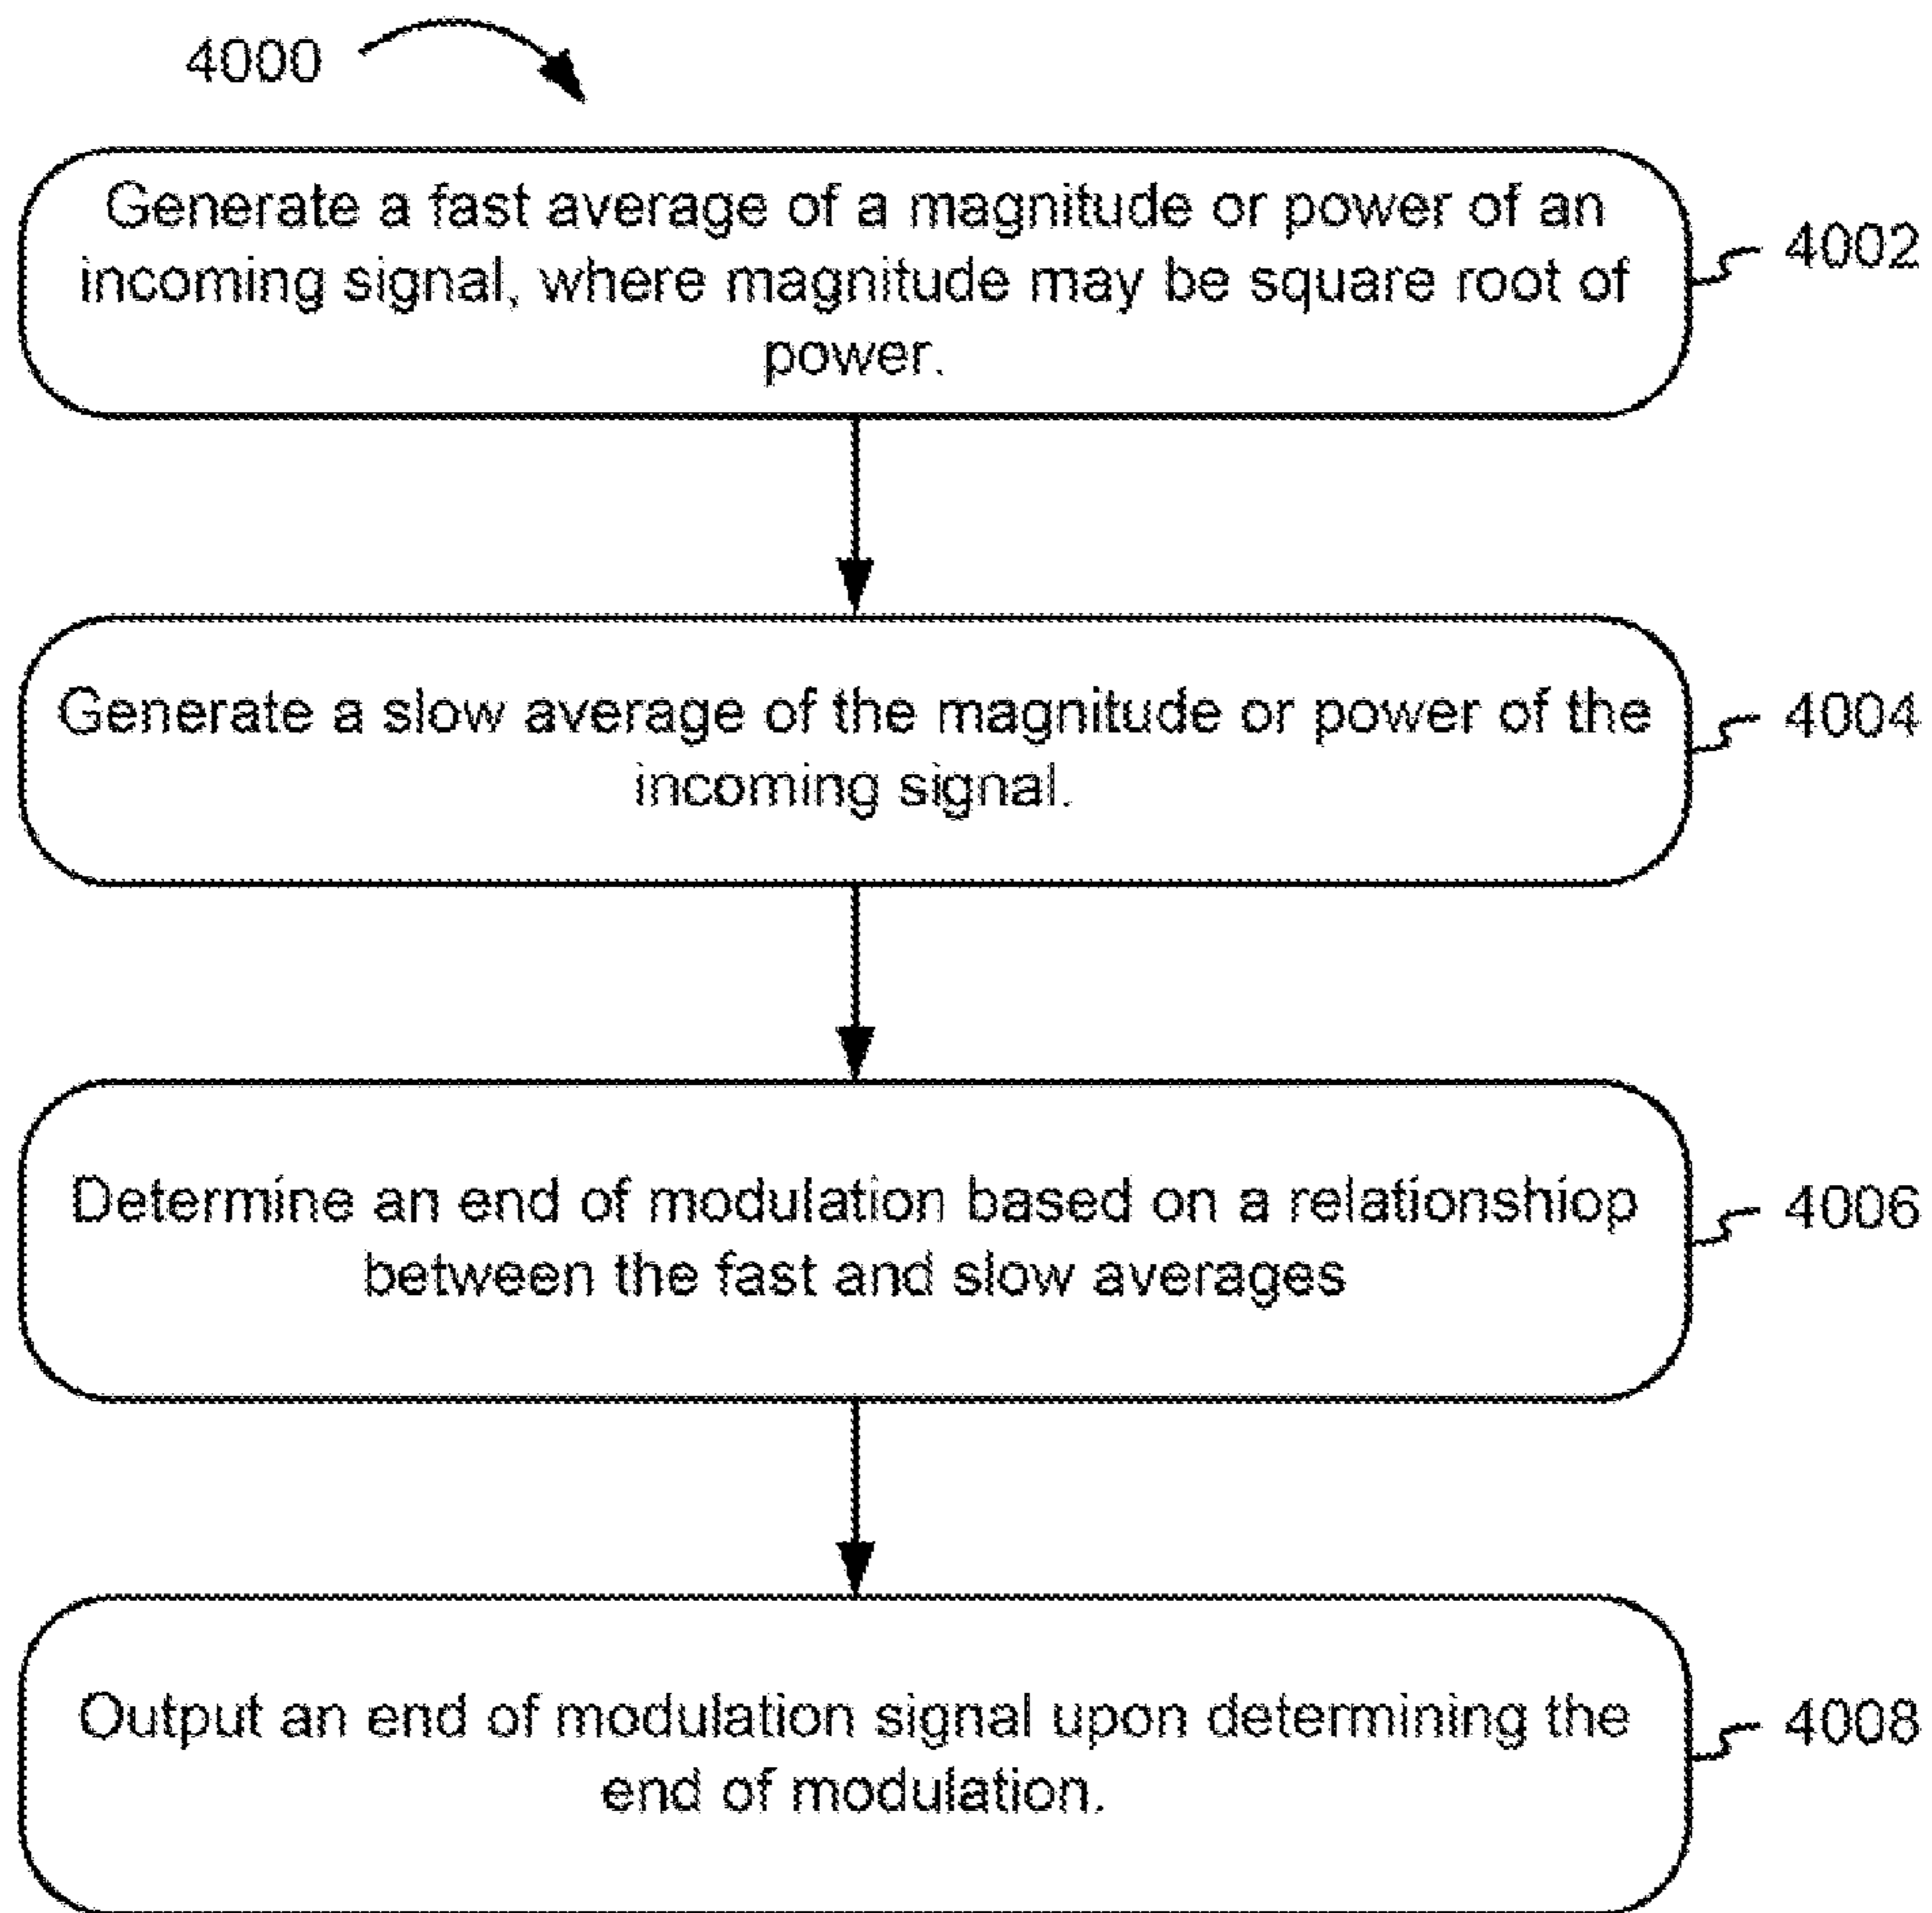 4000
Generate a fast average of a magnitude or power of an
incoming signal, where magnitude may be square root of
power.
4002
Generate a slow average of the magnitude or power of the
incoming signal.
4004
Determine an end of modulation based on a relationshiop
between the fast and slow averages
4006
Output an end of modulation signal upon determining the
end of modulation.
4008